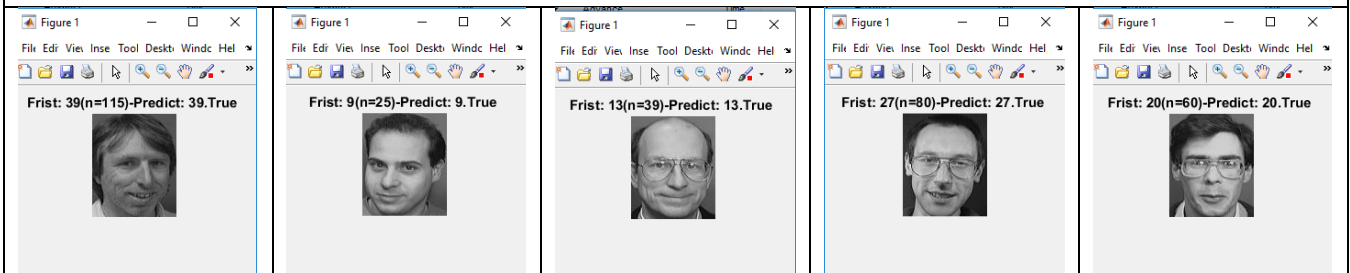 Advance Time
Figure 1
File Edit View Inse Tool Deskt Windc Hel
Frist: 39(n=115)-Predict: 39.True
Figure 1
File Edit View Inse Tool Deskt Windc Hel
Frist: 9(n=25)-Predict: 9.True
Figure 1
File Edit View Inse Tool Deskt Windc Hel
Frist: 13(n=39)-Predict: 13.True
Figure 1
File Edit View Inse Tool Deskt Windc Hel
Frist: 27(n=80)-Predict: 27.True
Figure 1
File Edit View Inse Tool Deskt Windc Hel
Frist: 20(n=60)-Predict: 20.True